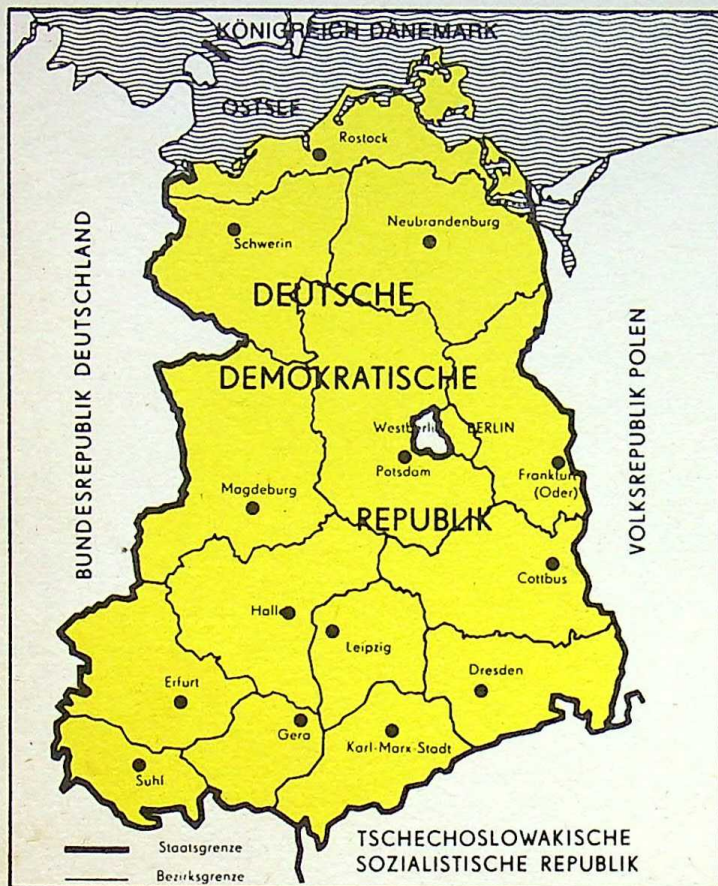 KÖNIGREICH DÄNEMARK
OSTSEE
Rostock
Schwerin
Neubrandenburg
BUNDESREPUBLIK DEUTSCHLAND
DEUTSCHE
DEMOKRATISCHE
REPUBLIK
VOLKSREPUBLIK POLEN
Westberlin
BERLIN
Potsdam
Frankfurt
(Oder)
Magdeburg
Cottbus
Halle
Leipzig
Dresden
Erfurt
Gera
Karl-Marx-Stadt
Suhl
Staatsgrenze
Bezirksgrenze
TSCHECHOSLOWAKISCHE
SOZIALISTISCHE REPUBLIK